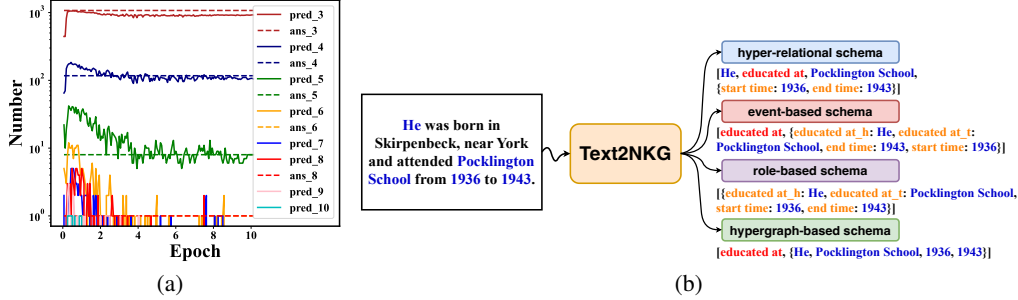 10³
10²
10¹
10⁰
Number
0
2
4
6
8
10
Epoch
pred_3
ans_3
pred_4
ans_4
pred_5
ans_5
pred_6
ans_6
pred_7
pred_8
ans_8
pred_9
pred_10
(a)
He was born in
Skirpenbeck, near York
and attended Pocklington
School from 1936 to 1943.
Text2NKG
hyper-relational schema
[He, educated at, Pocklington School,
{start time: 1936, end time: 1943}]
event-based schema
[educated at, {educated at_h: He, educated at_t:
Pocklington School, end time: 1943, start time: 1936}]
role-based schema
[{educated at_h: He, educated at_t: Pocklington School,
start time: 1936, end time: 1943}]
hypergraph-based schema
[educated at, {He, Pocklington School, 1936, 1943}]
(b)